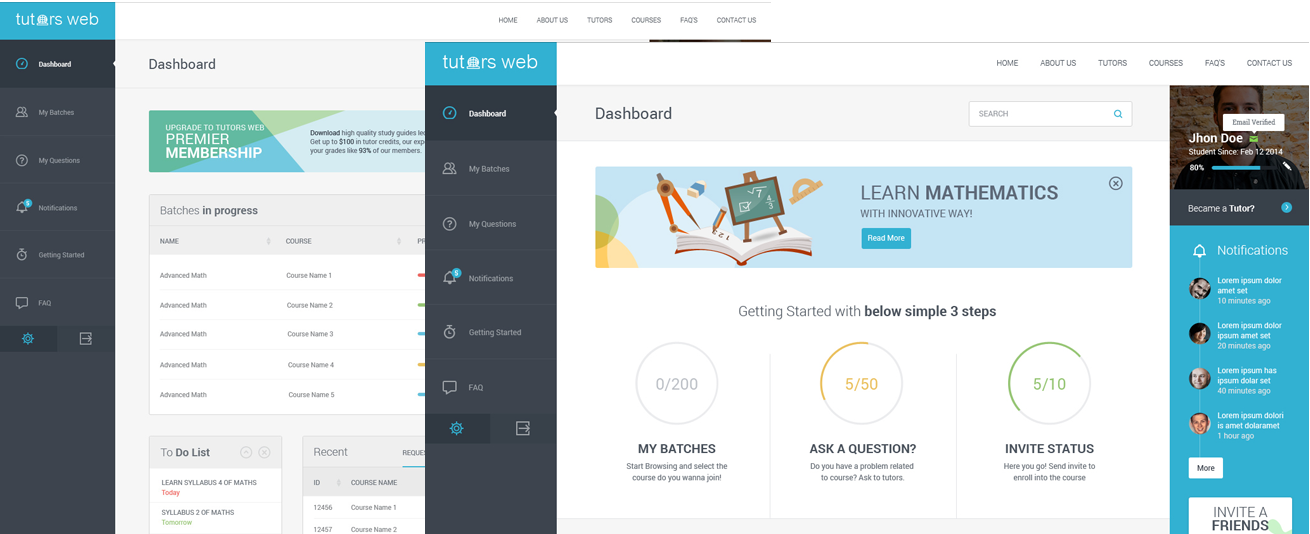 tutors web
HOME ABOUT US TUTORS COURSES FAQ'S CONTACT US
Dashboard
My Batches
My Questions
5
Notifications
Getting Started
FAQ
Dashboard
UPGRADE TO TUTORS WEB
PREMIER
MEMBERSHIP
Download high quality study guides
Get up to $100 in tutor credits, our
your grades like 93% of our members.
Batches in progress
NAME COURSE
Advanced Math Course Name 1
Advanced Math Course Name 2
Advanced Math Course Name 3
Advanced Math Course Name 4
Advanced Math Course Name 5
To Do List
LEARN SYLLABUS 4 OF MATHS
Today
SYLLABUS 2 OF MATHS
Tomorrow
Recent
ID COURSE NAME
12456 Course Name 1
12457 Course Name 2
tutors web
HOME ABOUT US TUTORS COURSES FAQ'S CONTACT US
Dashboard
My Batches
My Questions
5
Notifications
Getting Started
FAQ
Dashboard
SEARCH
LEARN MATHEMATICS
WITH INNOVATIVE WAY!
Read More
Getting Started with below simple 3 steps
0/200
MY BATCHES
Start Browsing and select the
course do you wanna join!
5/50
ASK A QUESTION?
Do you have a problem related
to course? Ask to tutors.
5/10
INVITE STATUS
Here you go! Send invite to
enroll into the course
Email Verified
Jhon Doe
Student Since: Feb 12 2014
80%
Became a Tutor?
Notifications
Lorem ipsum dolor
amet set
10 minutes ago
Lorem ipsum dolor
ipsum amet set
20 minutes ago
Lorem ipsum has
ipsum dolar set
40 minutes ago
Lorem ipsum dolori
is amet dolaramet
1 hour ago
More
INVITE A
FRIENDS